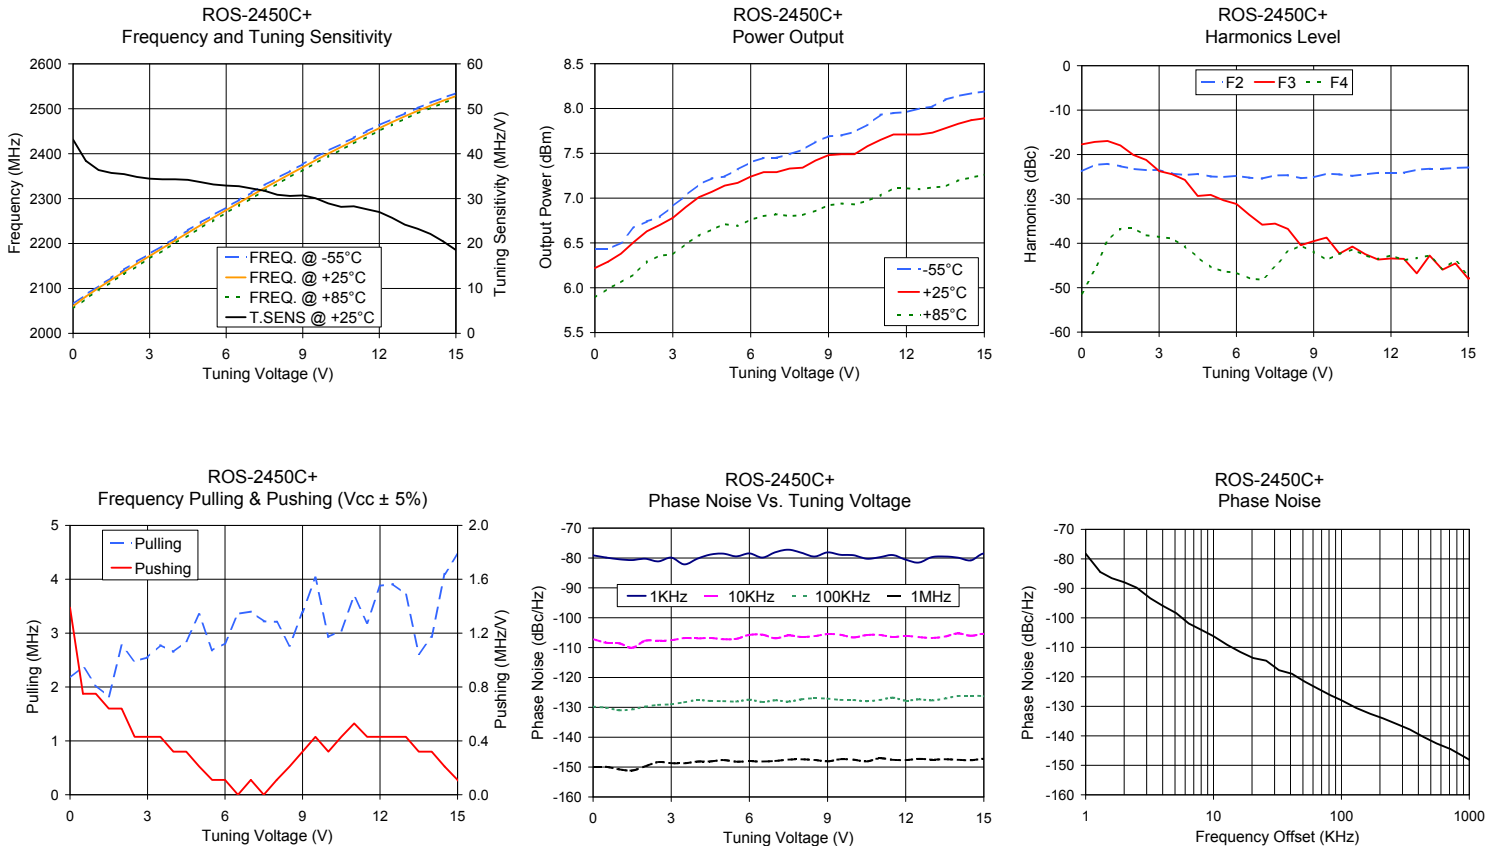 ROS-2450C+
Frequency and Tuning Sensitivity
2600
2500
2400
2300
2200
2100
2000
60
50
40
30
20
10
0
Frequency (MHz)
Tuning Sensitivity (MHz/V)
FREQ. @ -55°C
FREQ. @ +25°C
FREQ. @ +85°C
T.SENS @ +25°C
0 3 6 9 12 15
Tuning Voltage (V)
ROS-2450C+
Power Output
8.5
8.0
7.5
7.0
6.5
6.0
5.5
Output Power (dBm)
-55°C
+25°C
+85°C
0 3 6 9 12 15
Tuning Voltage (V)
ROS-2450C+
Harmonics Level
0
-10
-20
-30
-40
-50
-60
Harmonics (dBc)
F2 F3 F4
0 3 6 9 12 15
Tuning Voltage (V)
ROS-2450C+
Frequency Pulling & Pushing (Vcc ± 5%)
5
4
3
2
1
0
2.0
1.6
1.2
0.8
0.4
0.0
Pulling (MHz)
Pushing (MHz/V)
Pulling
Pushing
0 3 6 9 12 15
Tuning Voltage (V)
ROS-2450C+
Phase Noise Vs. Tuning Voltage
-70
-80
-90
-100
-110
-120
-130
-140
-150
-160
Phase Noise (dBc/Hz)
1KHz 10KHz 100KHz 1MHz
0 3 6 9 12 15
Tuning Voltage (V)
ROS-2450C+
Phase Noise
-70
-80
-90
-100
-110
-120
-130
-140
-150
-160
Phase Noise (dBc/Hz)
1 10 100 1000
Frequency Offset (KHz)